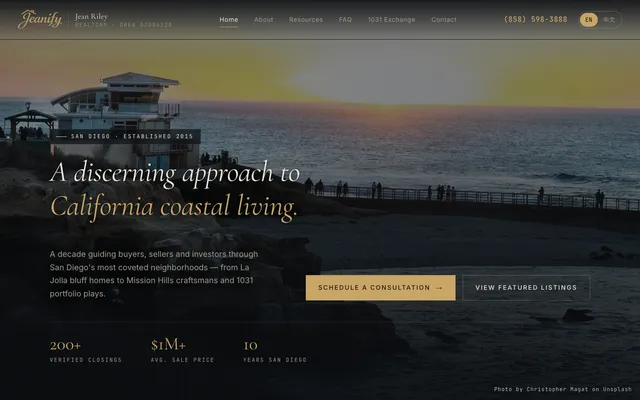 Jeanify
Jean Riley
Home
About
Resources
FAQ
1031 Exchange
Contact
(858) 598-3888
EN
中文
SAN DIEGO · ESTABLISHED 2015
A discerning approach to
California coastal living.
A decade guiding buyers, sellers and investors through
San Diego's most coveted neighborhoods — from La
Jolla bluff homes to Mission Hills craftsmans and 1031
portfolio plays.
SCHEDULE A CONSULTATION →
VIEW FEATURED LISTINGS
200+
VERIFIED CLOSINGS
$1M+
AVG. SALE PRICE
10
YEARS SAN DIEGO
Photo by Christopher Magat on Unsplash